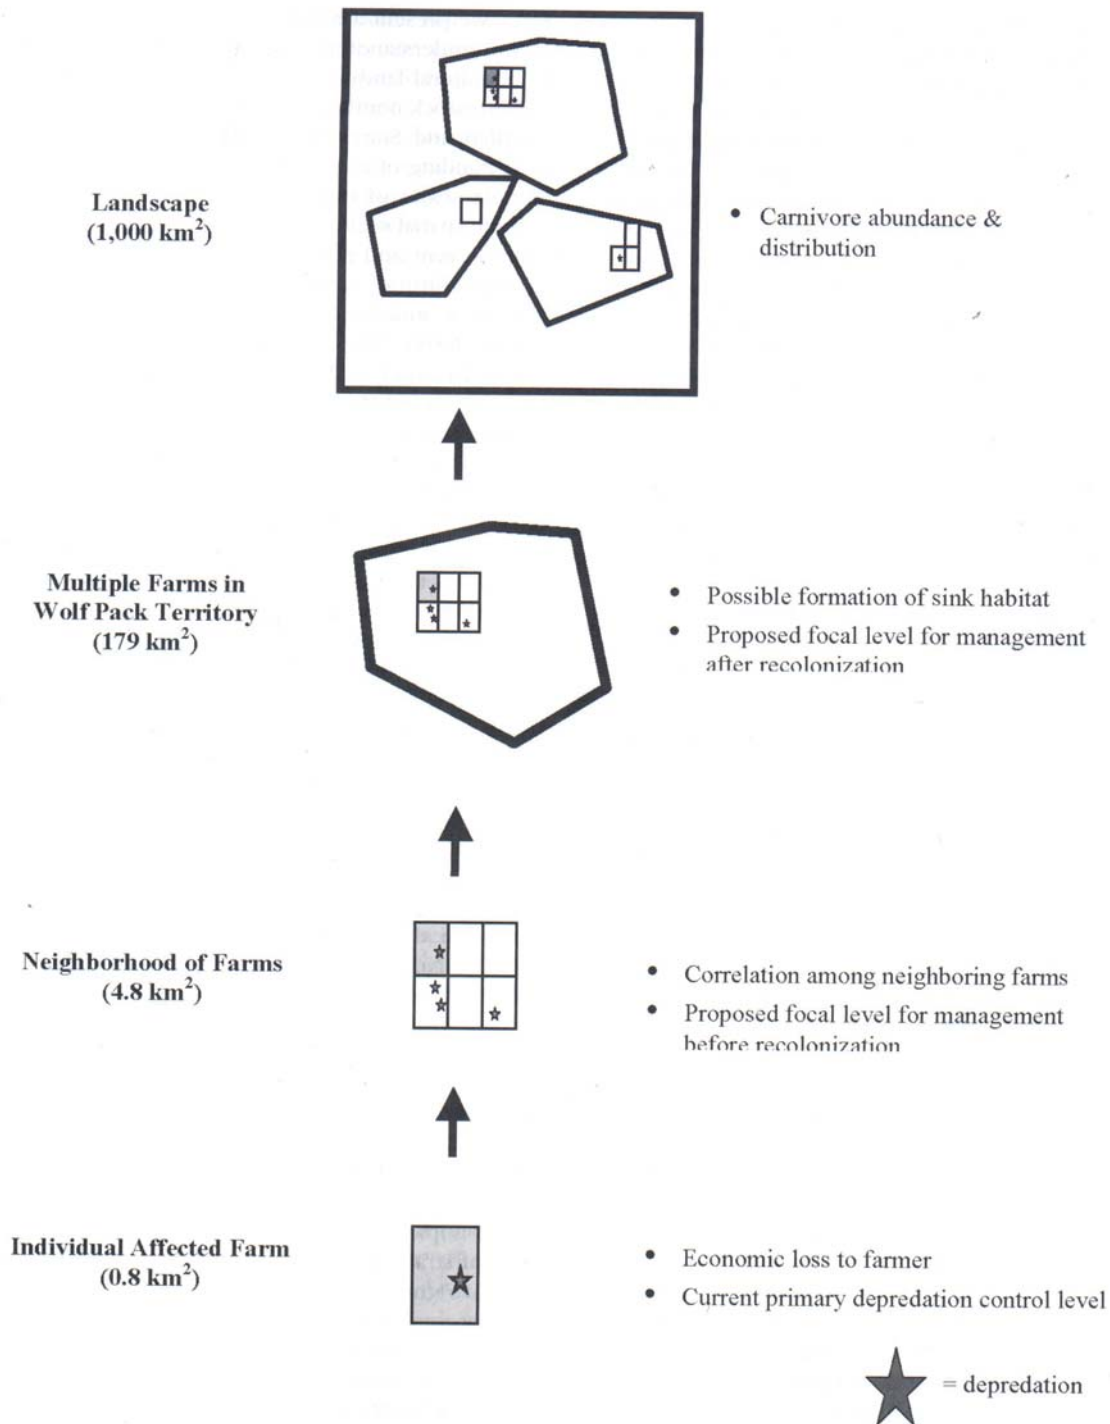 Landscape
(1,000 km²)
• Carnivore abundance &
distribution
Multiple Farms in
Wolf Pack Territory
(179 km²)
• Possible formation of sink habitat
• Proposed focal level for management
after recolonization
Neighborhood of Farms
(4.8 km²)
• Correlation among neighboring farms
• Proposed focal level for management
before recolonization
Individual Affected Farm
(0.8 km²)
• Economic loss to farmer
• Current primary depredation control level
= depredation